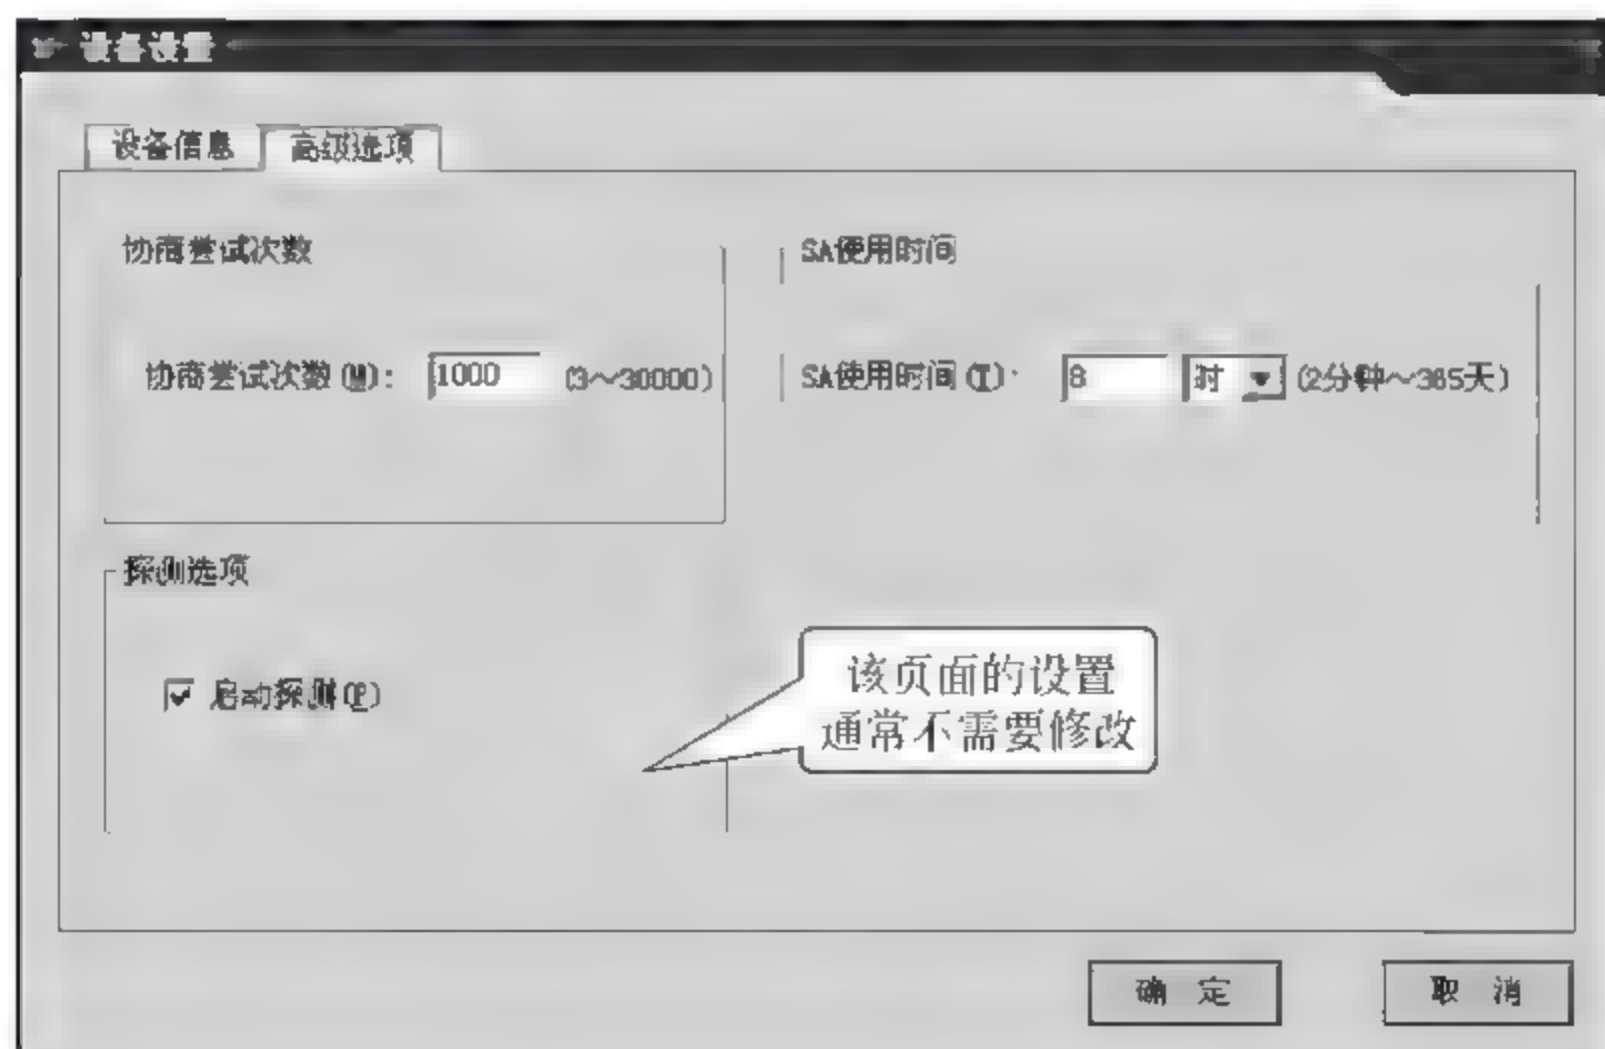 设备设置
设备信息 高级选项
协商尝试次数 SA使用时间
协商尝试次数(M): 1000 (3～30000) SA使用时间(T): 8 时 (2分钟～365天)
探测选项
启动探测(P)
该页面的设置
通常不需要修改
确 定 取 消